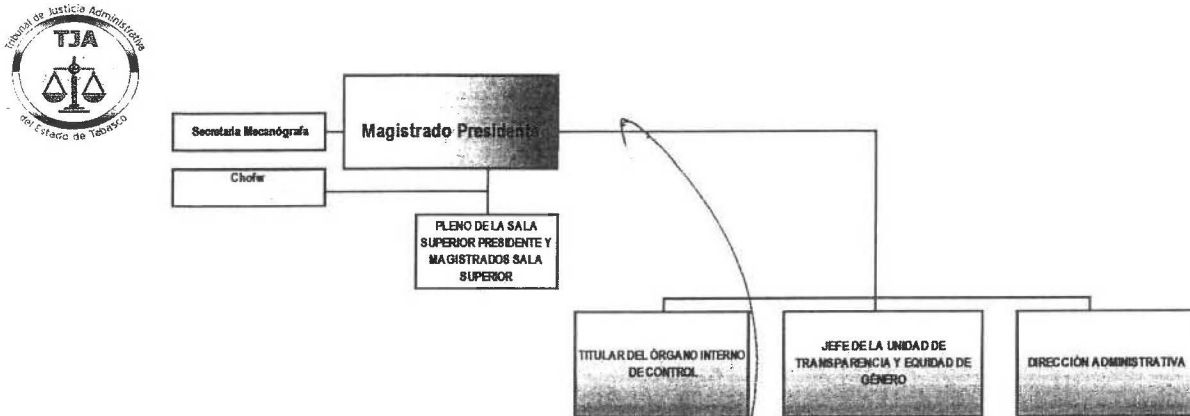 Tribunal de Justicia Administrativa
TJA
del Estado de Tabasco
Secretaria Mecanógrafa
Magistrado Presidente
Chofer
PLENO DE LA SALA
SUPERIOR PRESIDENTE Y
MAGISTRADOS SALA
SUPERIOR
TITULAR DEL ÓRGANO INTERNO
DE CONTROL
JEFE DE LA UNIDAD DE
TRANSPARENCIA Y EQUIDAD DE
GÉNERO
DIRECCIÓN ADMINISTRATIVA